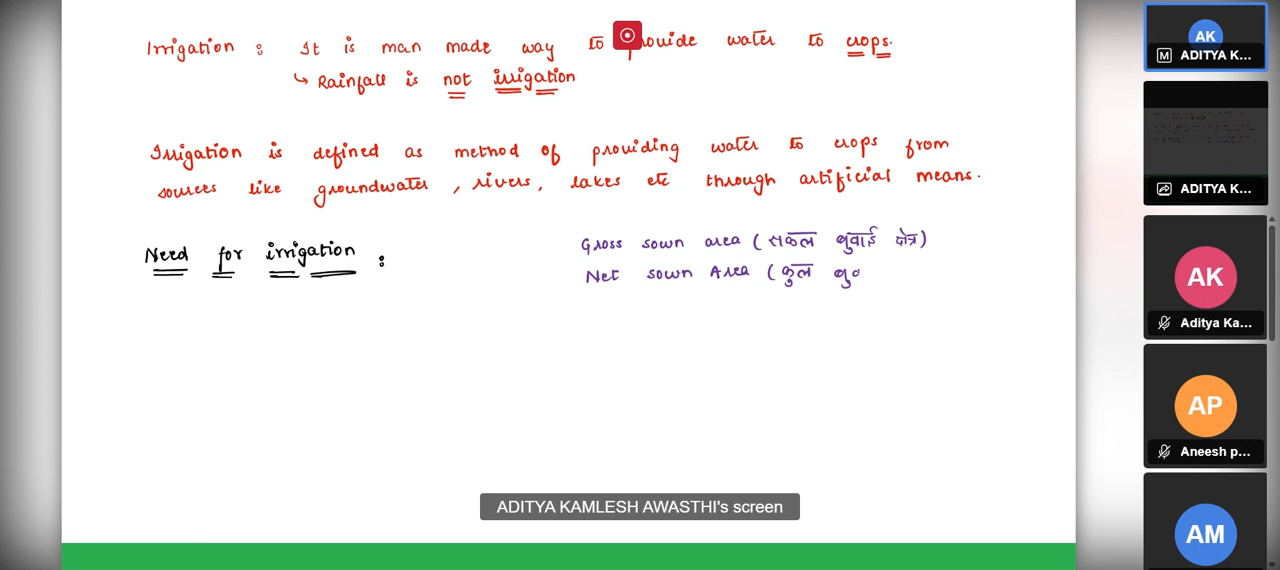 Irrigation : It is man made way to provide water to crops.
↳ Rainfall is not irrigation
Irrigation is defined as method of providing water to crops from
sources like groundwater, rivers, lakes etc through artificial means.
Need for irrigation :
Gross sown area (सकल बुवाई क्षेत्र)
Net sown Area (कुल बु
AK
ADITYA K...
ADITYA K...
AK
Aditya Ka...
AP
Aneesh p...
AM
ADITYA KAMLESH AWASTHI's screen